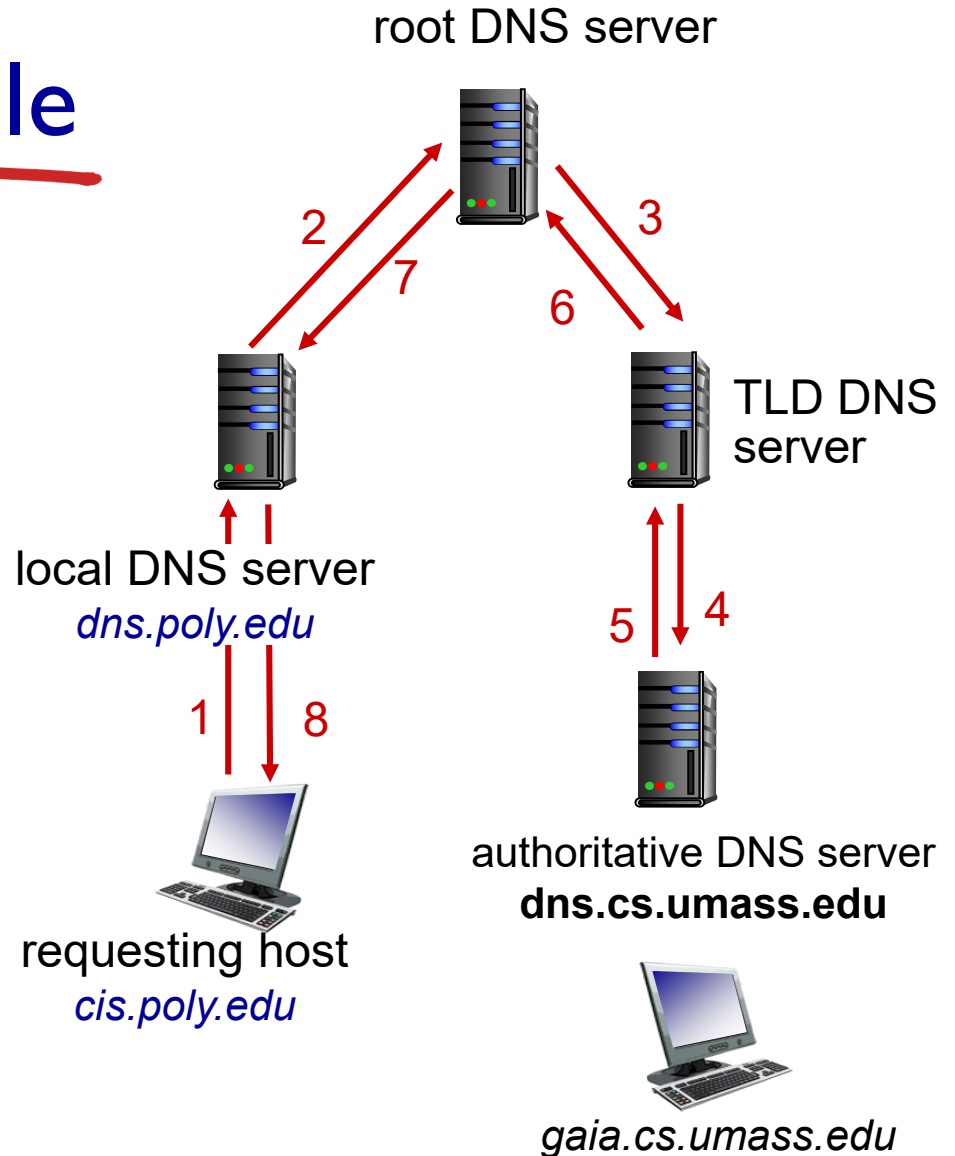 root DNS server
le
2
3
7
6
TLD DNS
server
local DNS server
dns.poly.edu
5
4
1
8
authoritative DNS server
dns.cs.umass.edu
requesting host
cis.poly.edu
gaia.cs.umass.edu